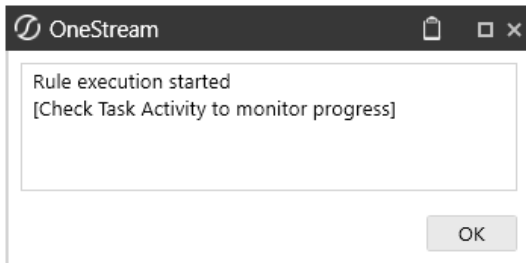 OneStream
Rule execution started
[Check Task Activity to monitor progress]
OK